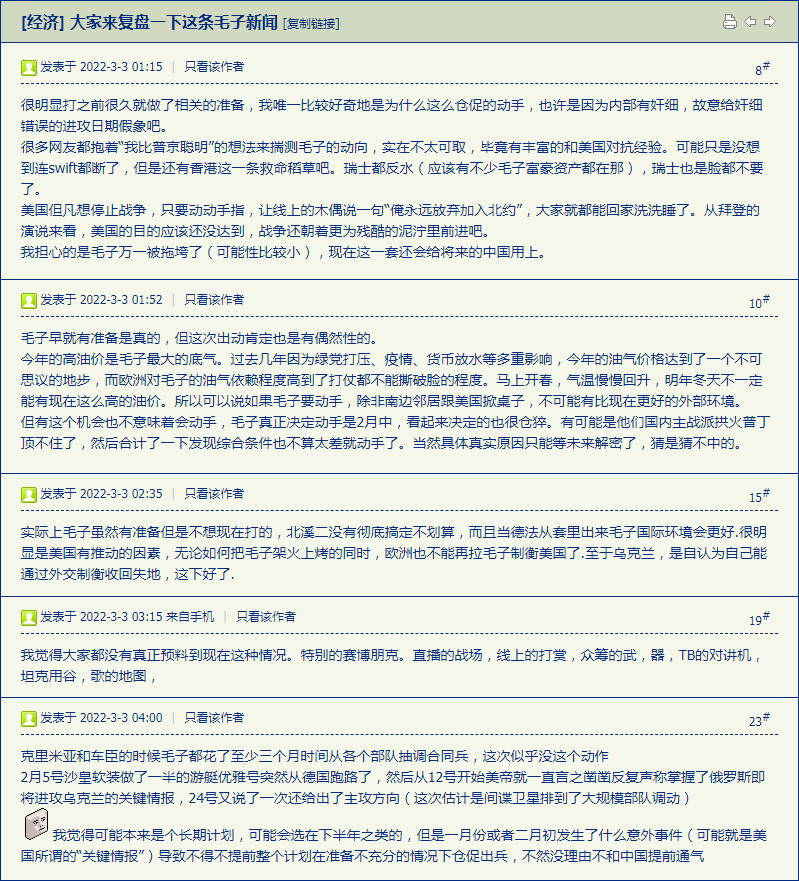 [经济] 大家来复盘一下这条毛子新闻 [复制链接]
发表于 2022-3-3 01:15 | 只看该作者 8#
很明显打之前很久就做了相关的准备，我唯一比较好奇地是为什么这么仓促的动手，也许是因为内部有奸细，故意给奸细
错误的进攻日期假象吧。
很多网友都抱着“我比普京聪明”的想法来揣测毛子的动向，实在不太可取，毕竟有丰富的和美国对抗经验。可能只是没想
到连swift都断了，但是还有香港这一条救命稻草吧。瑞士都反水（应该有不少毛子富豪资产都在那），瑞士也是脸都不要
了。
美国但凡想停止战争，只要动动手指，让线上的木偶说一句“俺永远放弃加入北约”，大家就都能回家洗洗睡了。从拜登的
演说来看，美国的目的应该还没达到，战争还朝着更为残酷的泥泞里前进吧。
我担心的是毛子万一被拖垮了（可能性比较小），现在这一套还会给将来的中国用上。
发表于 2022-3-3 01:52 | 只看该作者 10#
毛子早就有准备是真的，但这次出动肯定也是有偶然性的。
今年的高油价是毛子最大的底气。过去几年因为绿党打压、疫情、货币放水等多重影响，今年的油气价格达到了一个不可
思议的地步，而欧洲对毛子的油气依赖程度高到了打仗都不能撕破脸的程度。马上开春，气温慢慢回升，明年冬天不一定
能有现在这么高的油价。所以可以说如果毛子要动手，除非南边邻居跟美国掀桌子，不可能有比现在更好的外部环境。
但有这个机会也不意味着会动手，毛子真正决定动手是2月中，看起来决定的也很仓猝。有可能是他们国内主战派拱火普丁
顶不住了，然后合计了一下发现综合条件也不算太差就动手了。当然具体真实原因只能等未来解密了，猜是猜不中的。
发表于 2022-3-3 02:35 | 只看该作者 15#
实际上毛子虽然有准备但是不想现在打的，北溪二没有彻底搞定不划算，而且当德法从套里出来毛子国际环境会更好.很明
显是美国有推动的因素，无论如何把毛子架火上烤的同时，欧洲也不能再拉毛子制衡美国了.至于乌克兰，是自认为自己能
通过外交制衡收回失地，这下好了.
发表于 2022-3-3 03:15 来自手机 | 只看该作者 19#
我觉得大家都没有真正预料到现在这种情况。特别的赛博朋克。直播的战场，线上的打赏，众筹的武，器，TB的对讲机，
坦克用谷，歌的地图，
发表于 2022-3-3 04:00 | 只看该作者 23#
克里米亚和车臣的时候毛子都花了至少三个月时间从各个部队抽调合同兵，这次似乎没这个动作
2月5号沙皇软装做了一半的游艇优雅号突然从德国跑路了，然后从12号开始美帝就一直言之凿凿反复声称掌握了俄罗斯即
将进攻乌克兰的关键情报，24号又说了一次还给出了主攻方向（这次估计是间谍卫星排到了大规模部队调动）
我觉得可能本来是个长期计划，可能会选在下半年之类的，但是一月份或者二月初发生了什么意外事件（可能就是美
国所谓的“关键情报”）导致不得不提前整个计划在准备不充分的情况下仓促出兵，不然没理由不和中国提前通气